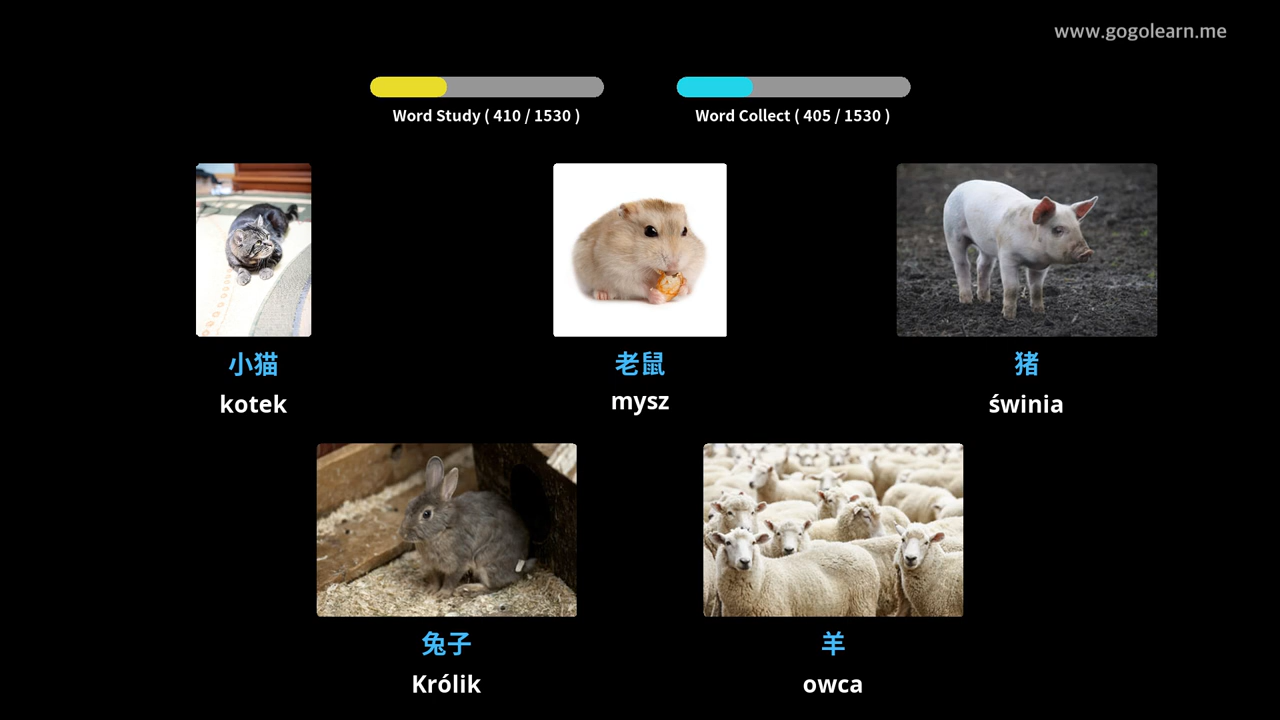 www.gogolearn.me
Word Study ( 410 / 1530 )
Word Collect ( 405 / 1530 )
小猫
kotek
老鼠
mysz
猪
świnia
兔子
Królik
羊
owca